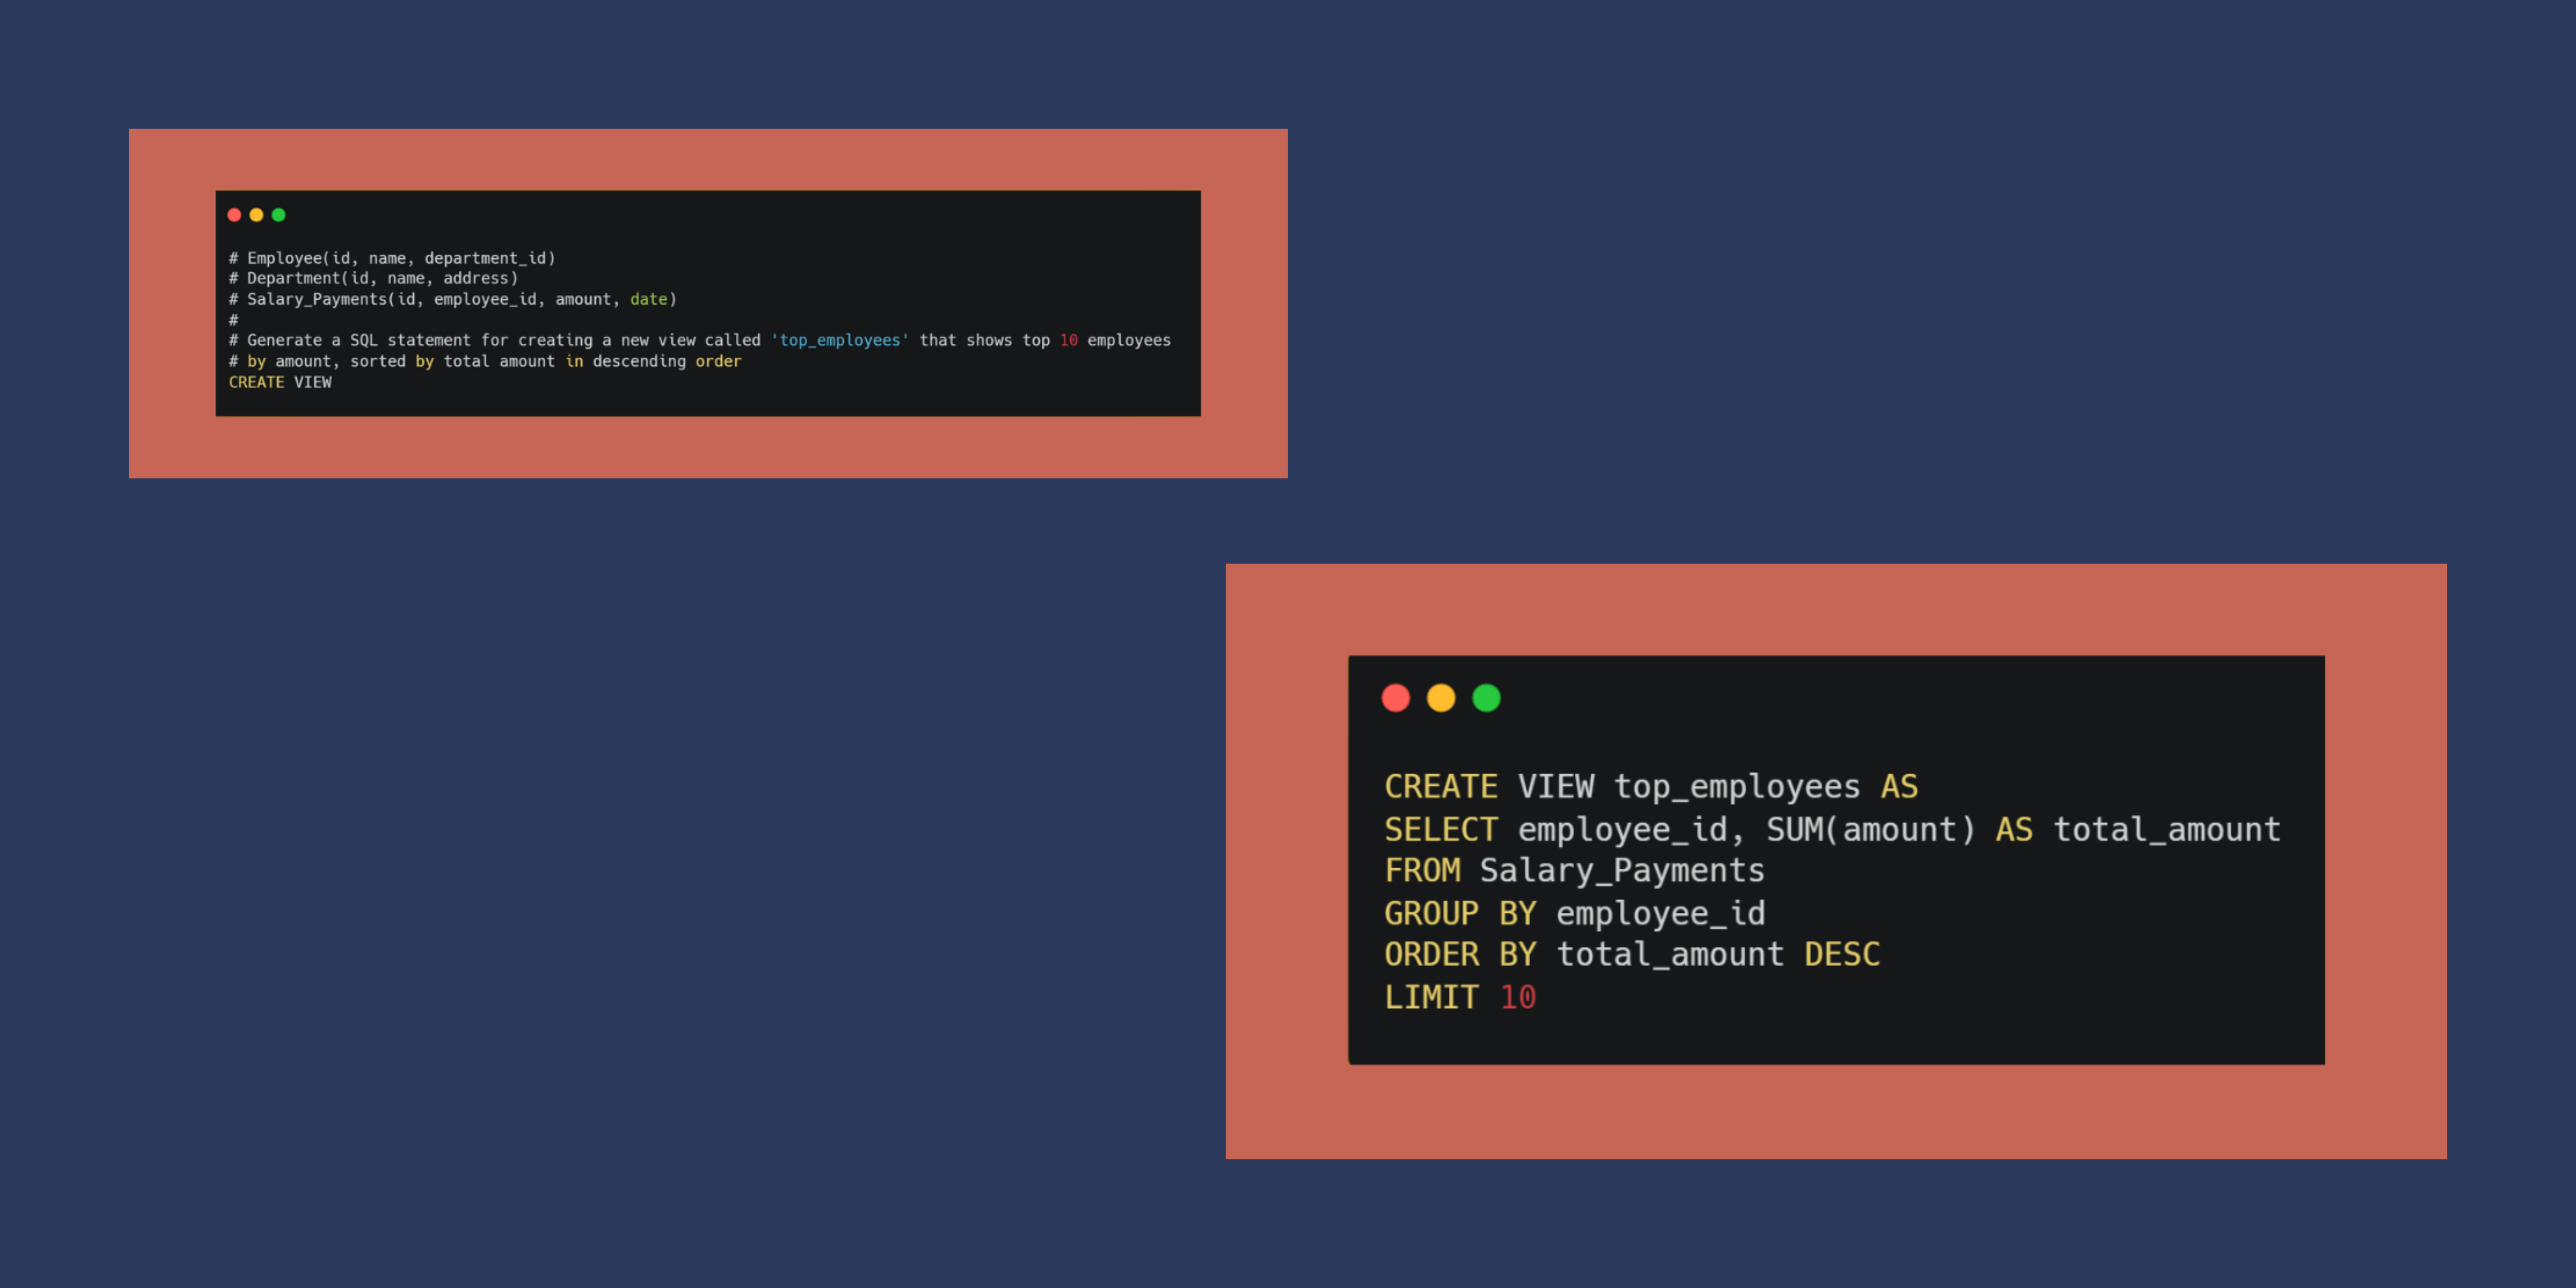 # Employee(id, name, department_id)
# Department(id, name, address)
# Salary_Payments(id, employee_id, amount, date)
#
# Generate a SQL statement for creating a new view called 'top_employees' that shows top 10 employees
# by amount, sorted by total amount in descending order
CREATE VIEW
CREATE VIEW top_employees AS
SELECT employee_id, SUM(amount) AS total_amount
FROM Salary_Payments
GROUP BY employee_id
ORDER BY total_amount DESC
LIMIT 10